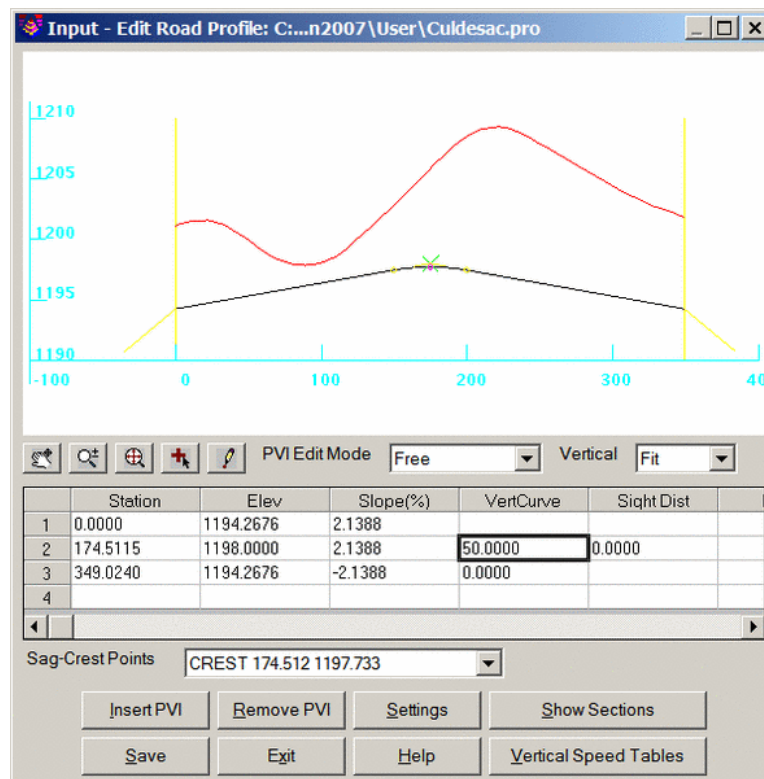 Input - Edit Road Profile: C:...n2007\User\Culdesac.pro
1210
1205
1200
1195
1190
-100 0 100 200 300 40
PVI Edit Mode Free Vertical Fit
Station Elev Slope(%) VertCurve Sight Dist
1 0.0000 1194.2676 2.1388
2 174.5115 1198.0000 2.1388 50.0000 0.0000
3 349.0240 1194.2676 -2.1388 0.0000
4
Sag-Crest Points CREST 174.512 1197.733
Insert PVI Remove PVI Settings Show Sections
Save Exit Help Vertical Speed Tables